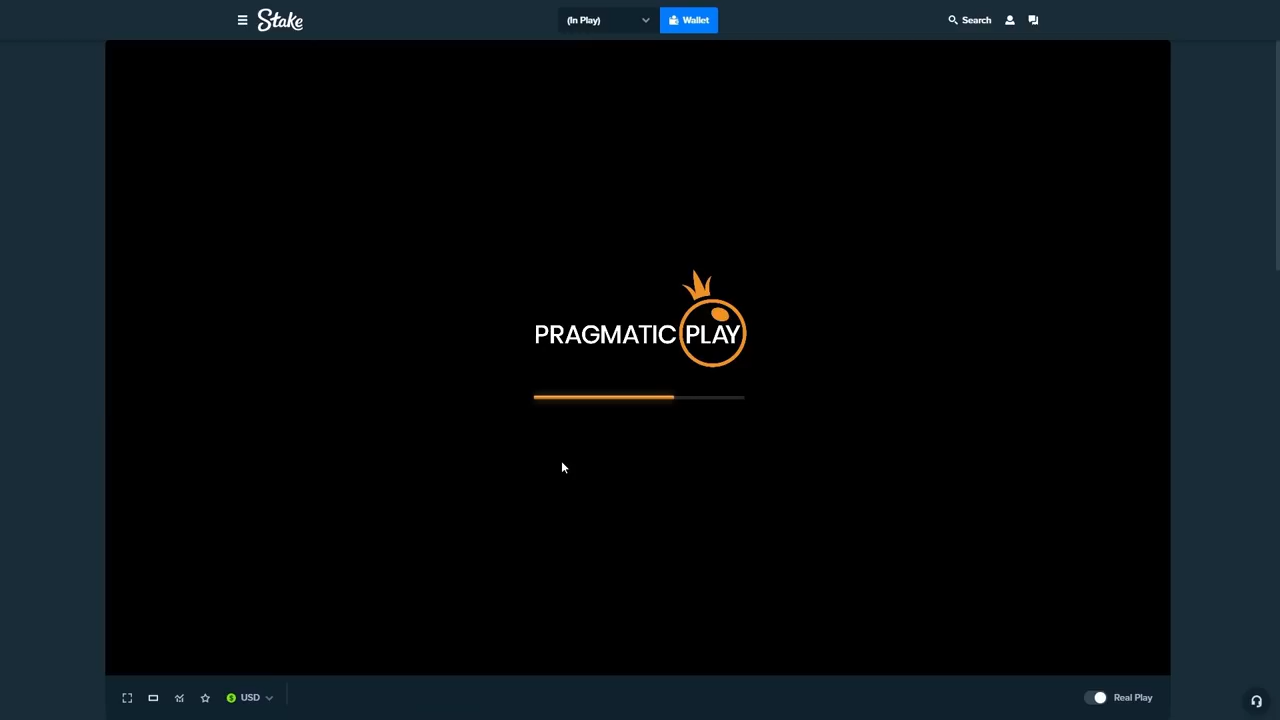 Stake
(In Play)
Wallet
Search
PRAGMATIC PLAY
USD
Real Play